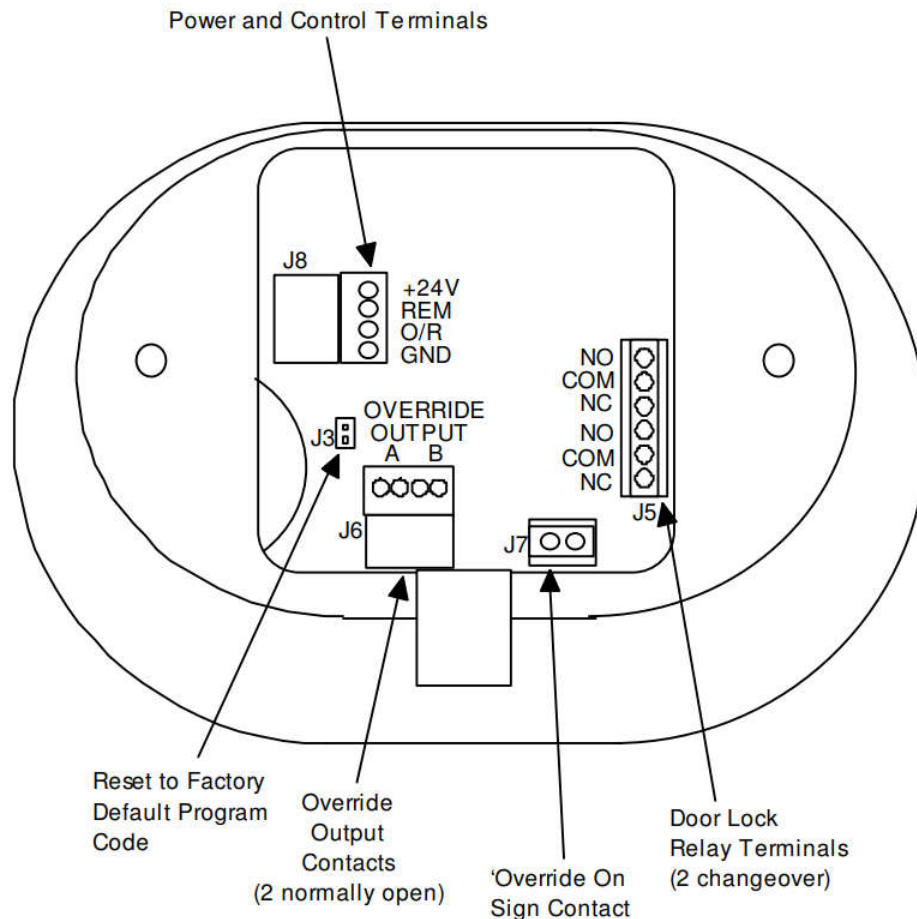 Power and Control Terminals
J8
+24V
REM
O/R
GND
NO
COM
NC
NO
COM
NC
J5
OVERRIDE
J3 OUTPUT
A B
J6
J7
Reset to Factory
Default Program
Code
Override
Output
Contacts
(2 normally open)
‘Override On
Sign Contact
Door Lock
Relay Terminals
(2 changeover)